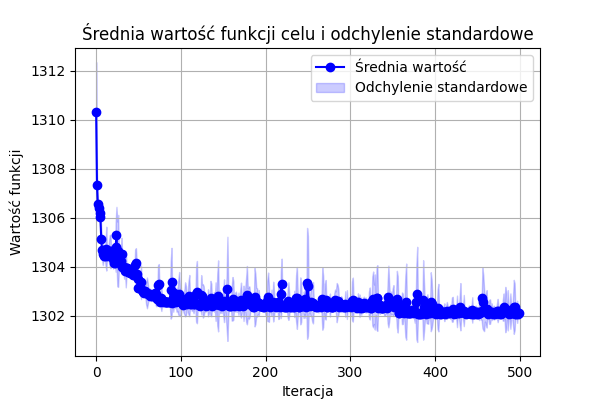 Średnia wartość funkcji celu i odchylenie standardowe
Średnia wartość
Odchylenie standardowe
Wartość funkcji
1312
1310
1308
1306
1304
1302
0 100 200 300 400 500
Iteracja